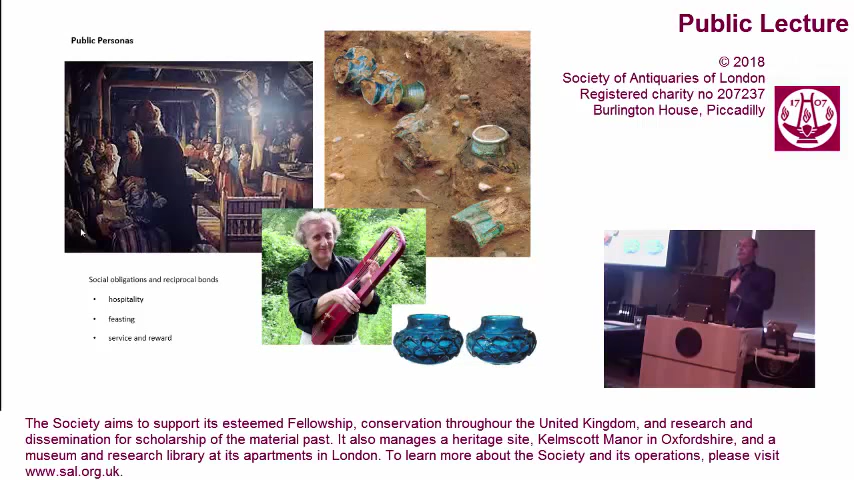 Public Personas
Social obligations and reciprocal bonds
• hospitality
• feasting
• service and reward
Public Lecture
© 2018
Society of Antiquaries of London
Registered charity no 207237
Burlington House, Piccadilly
17 07
The Society aims to support its esteemed Fellowship, conservation throughour the United Kingdom, and research and
dissemination for scholarship of the material past. It also manages a heritage site, Kelmscott Manor in Oxfordshire, and a
museum and research library at its apartments in London. To learn more about the Society and its operations, please visit
www.sal.org.uk.